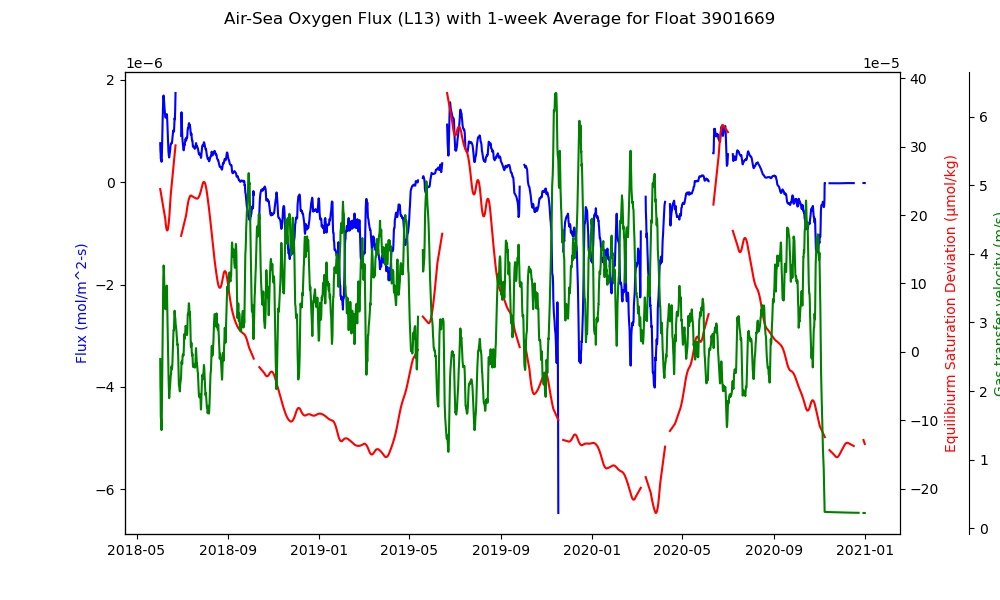 Air-Sea Oxygen Flux (L13) with 1-week Average for Float 3901669
1e−6
1e−5
2
0
−2
−4
−6
Flux (mol/m^2-s)
40
30
20
10
0
−10
−20
Equilibiurm Saturation Deviation (μmol/kg)
6
5
4
3
2
1
0
Gas transfer velocity (m/s)
2018-05 2018-09 2019-01 2019-05 2019-09 2020-01 2020-05 2020-09 2021-01